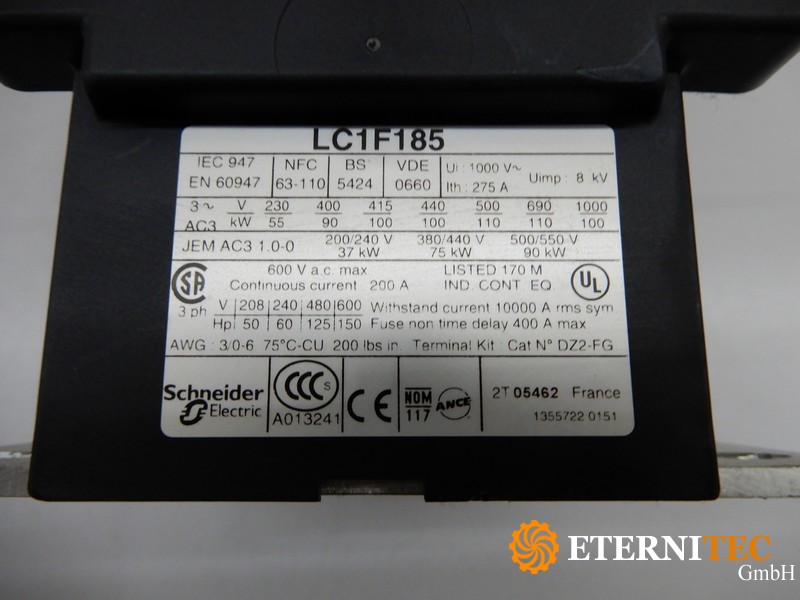 LC1F185
IEC 947 NFC BS VDE Ui : 1000 V~ Uimp : 8 kV
EN 60947 63-110 5424 0660 Ith : 275 A
3 ~ V 230 400 415 440 500 690 1000
AC3 kW 55 90 100 100 110 110 100
JEM AC3 1.0-0 200/240 V 380/440 V 500/550 V
37 kW 75 kW 90 kW
600 V a.c. max LISTED 170 M
Continuous current 200 A IND. CONT. EQ.
SA UL
3 ph V 208 240 480 600 Withstand current 10000 A rms sym.
Hp 50 60 125 150 Fuse non time delay 400 A max
AWG : 3/0-6 75°C-CU 200 lbs in. Terminal Kit : Cat N° DZ2-FG
Schneider Electric
CCC S
A013241
CE
NOM 117
ANCE
2T 05462 France
1355722 0151
ETERNITEC
GmbH